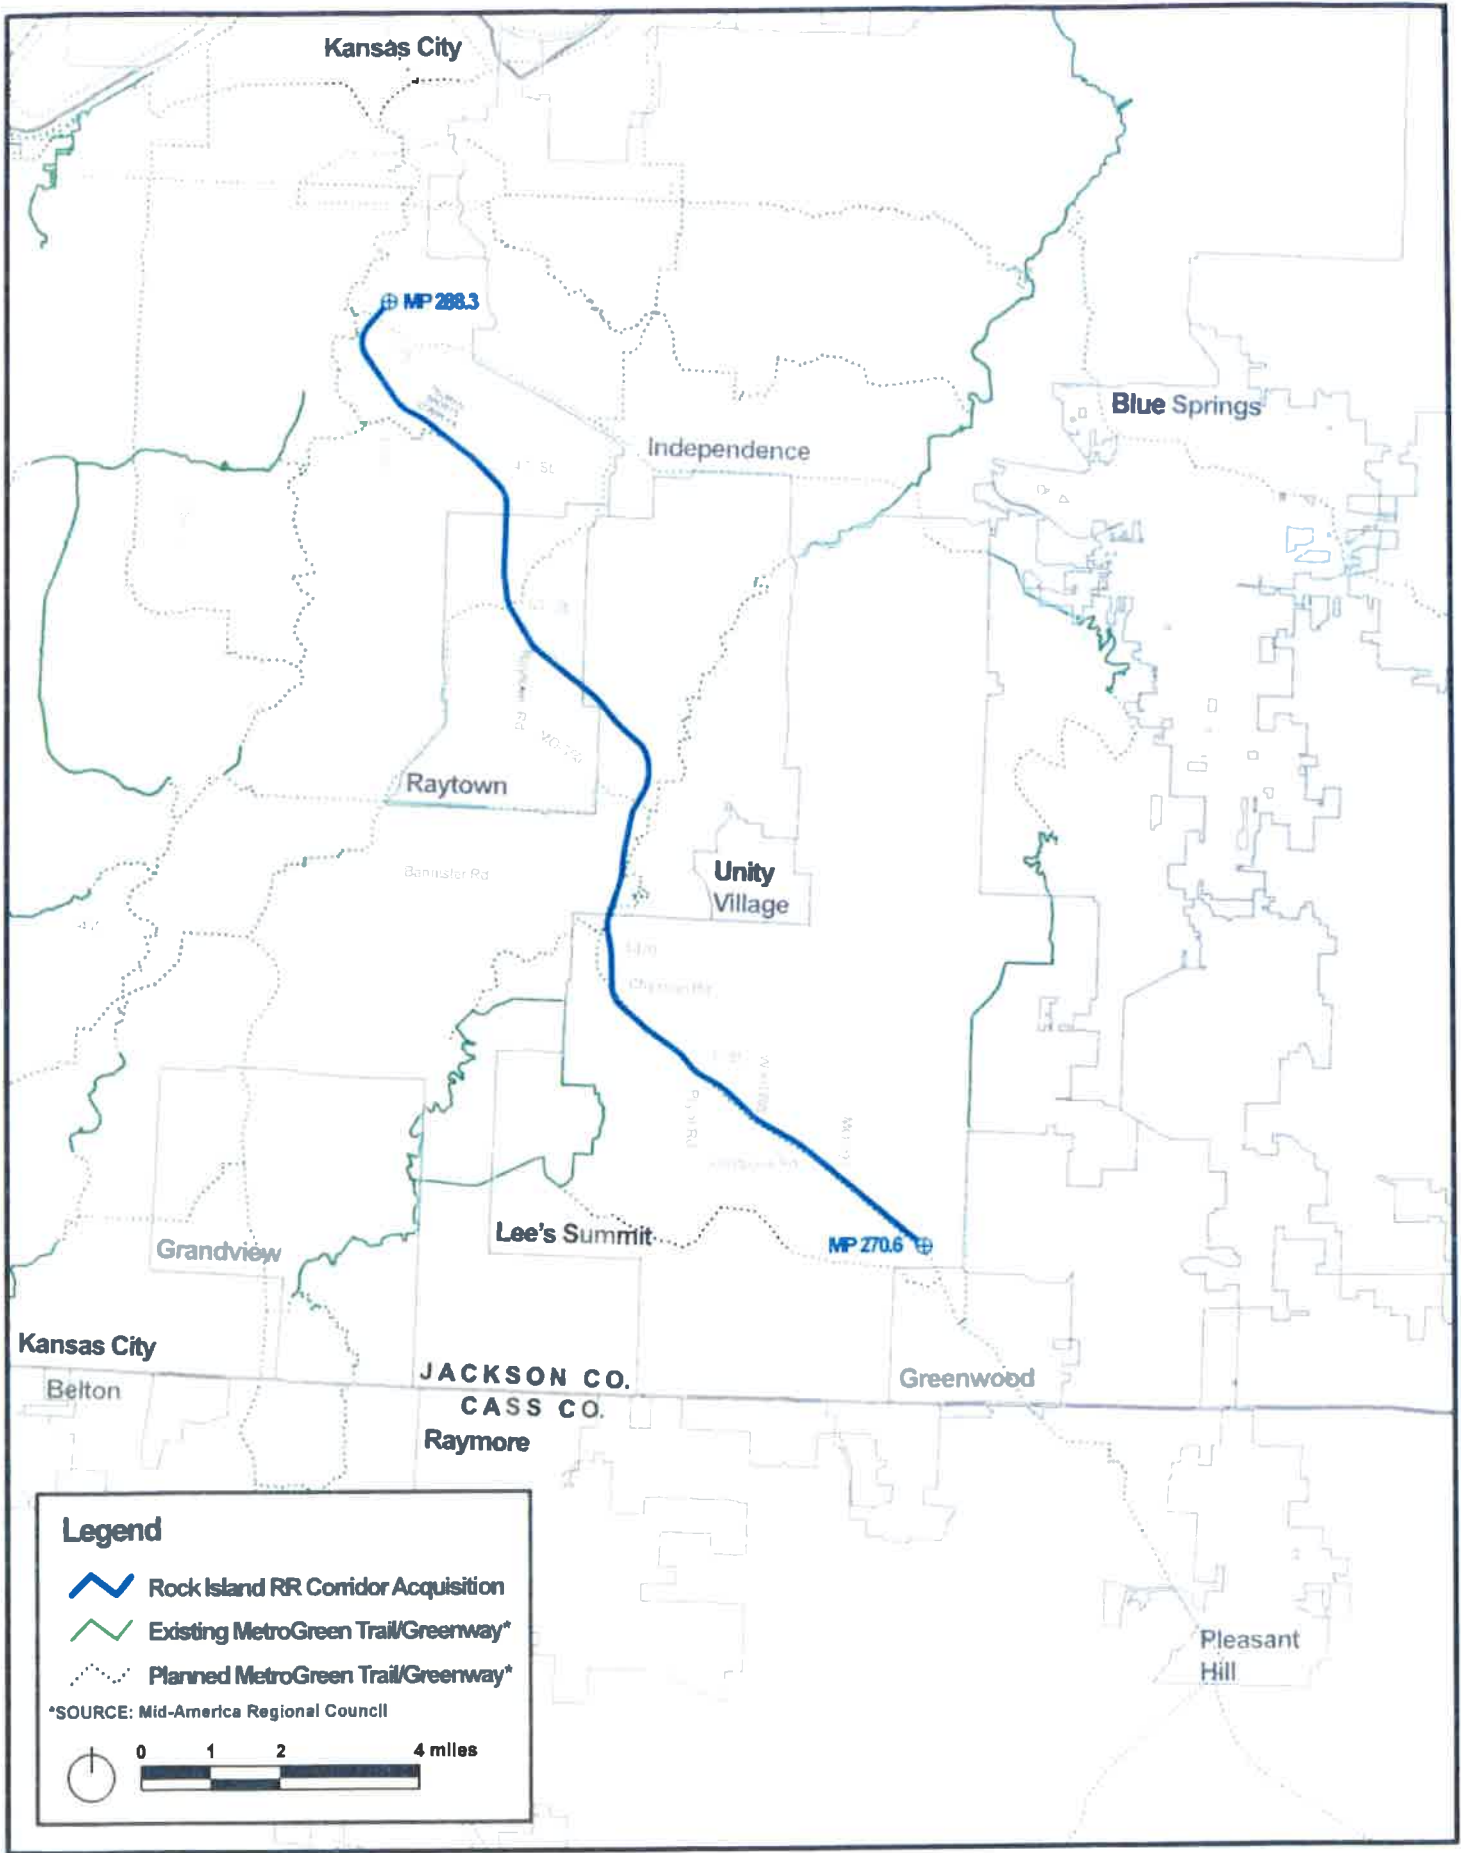 Kansas City
MP 288.3
Blue Springs
Independence
Raytown
Bannister Rd
Unity
Village
Lee's Summit
MP 270.6
Grandview
Kansas City
Belton
JACKSON CO.
CASS CO.
Greenwood
Raymore
Legend
Rock Island RR Corridor Acquisition
Existing MetroGreen Trail/Greenway*
Planned MetroGreen Trail/Greenway*
*SOURCE: Mid-America Regional Council
0 1 2 4 miles
Pleasant
Hill